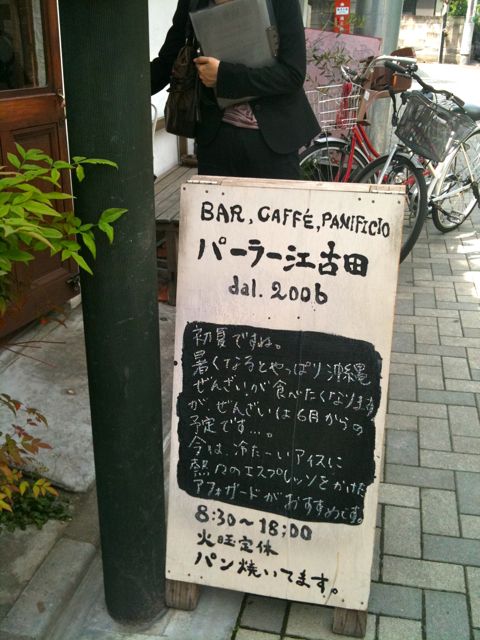 BAR, CAFFÉ, PANIFICIO
パーラー江古田
dal. 2006
初夏ですね。
暑くなるとやっぱり沖縄
ぜんざいが食べたくなります
が、ぜんざいは6月からの
予定です…。
今は、冷たーいアイスに
熱々のエスプレッソをかけた
アフォガードがおすすめです。
8:30〜18:00
火曜定休
パン焼いてます。